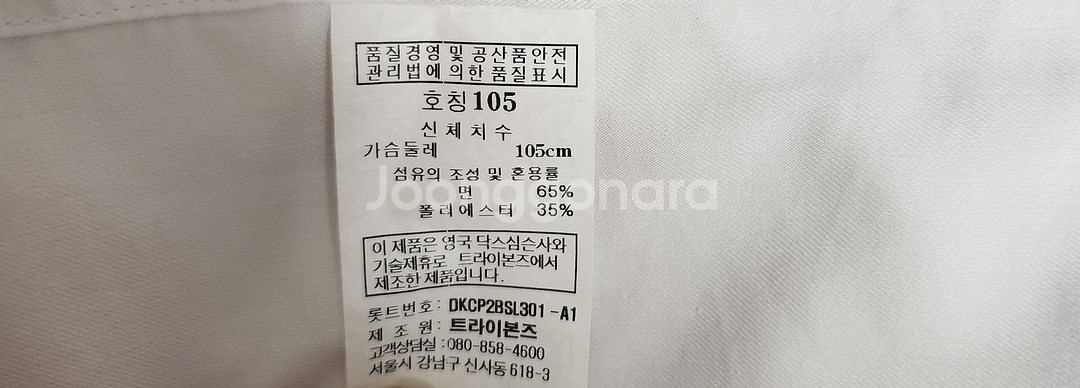 품질경영 및 공산품안전
관리법에 의한 품질표시
호칭105
신체치수
가슴둘레 105cm
섬유의 조성 및 혼용률
면 65%
폴리에스터 35%
Joonggonara
이 제품은 영국 닥스심슨사와
기술제휴로 트라이본즈에서
제조한 제품입니다.
롯트번호: DKCP2BSL301-A1
제 조 원: 트라이본즈
고객상담실:080-858-4600
서울시 강남구 신사동 618-3